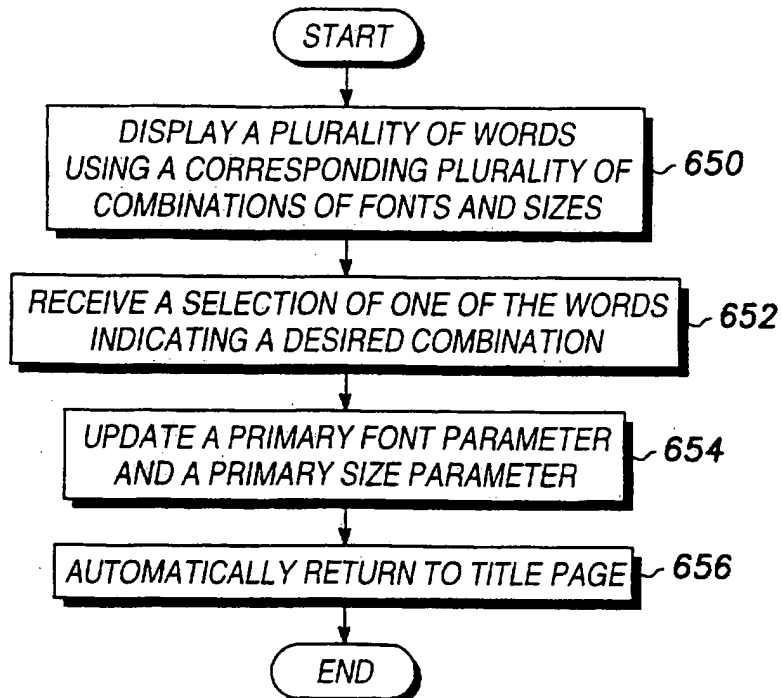 START
DISPLAY A PLURALITY OF WORDS
USING A CORRESPONDING PLURALITY OF
COMBINATIONS OF FONTS AND SIZES
650
RECEIVE A SELECTION OF ONE OF THE WORDS
INDICATING A DESIRED COMBINATION
652
UPDATE A PRIMARY FONT PARAMETER
AND A PRIMARY SIZE PARAMETER
654
AUTOMATICALLY RETURN TO TITLE PAGE
656
END